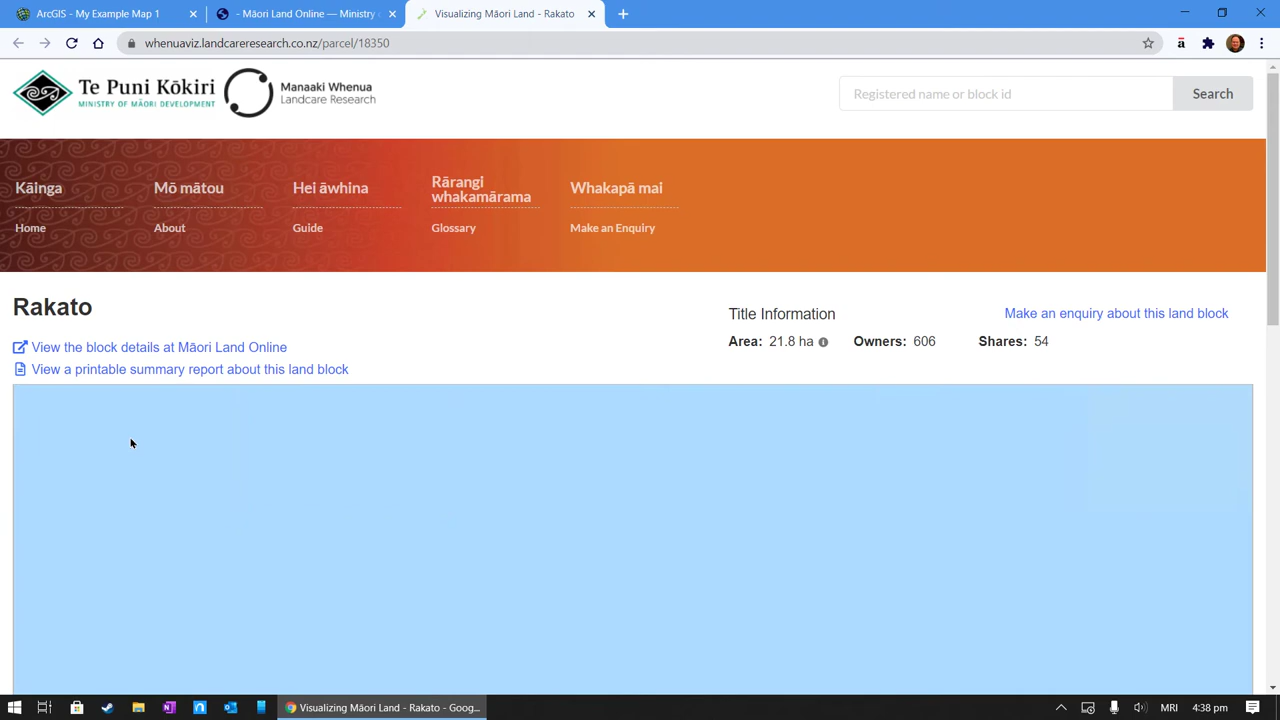 ArcGIS - My Example Map 1
- Māori Land Online – Ministry
Visualizing Māori Land - Rakato
whenuaviz.landcareresearch.co.nz/parcel/18350
ā
Te Puni Kōkiri
MINISTRY OF MĀORI DEVELOPMENT
Manaaki Whenua
Landcare Research
Registered name or block id
Search
Kāinga
Mō mātou
Hei āwhina
Rārangi
whakamārama
Whakapā mai
Home
About
Guide
Glossary
Make an Enquiry
Rakato
Title Information
Make an enquiry about this land block
View the block details at Māori Land Online
Area: 21.8 ha Owners: 606 Shares: 54
View a printable summary report about this land block
Visualizing Māori Land - Rakato - Goog...
MRI
4:38 pm